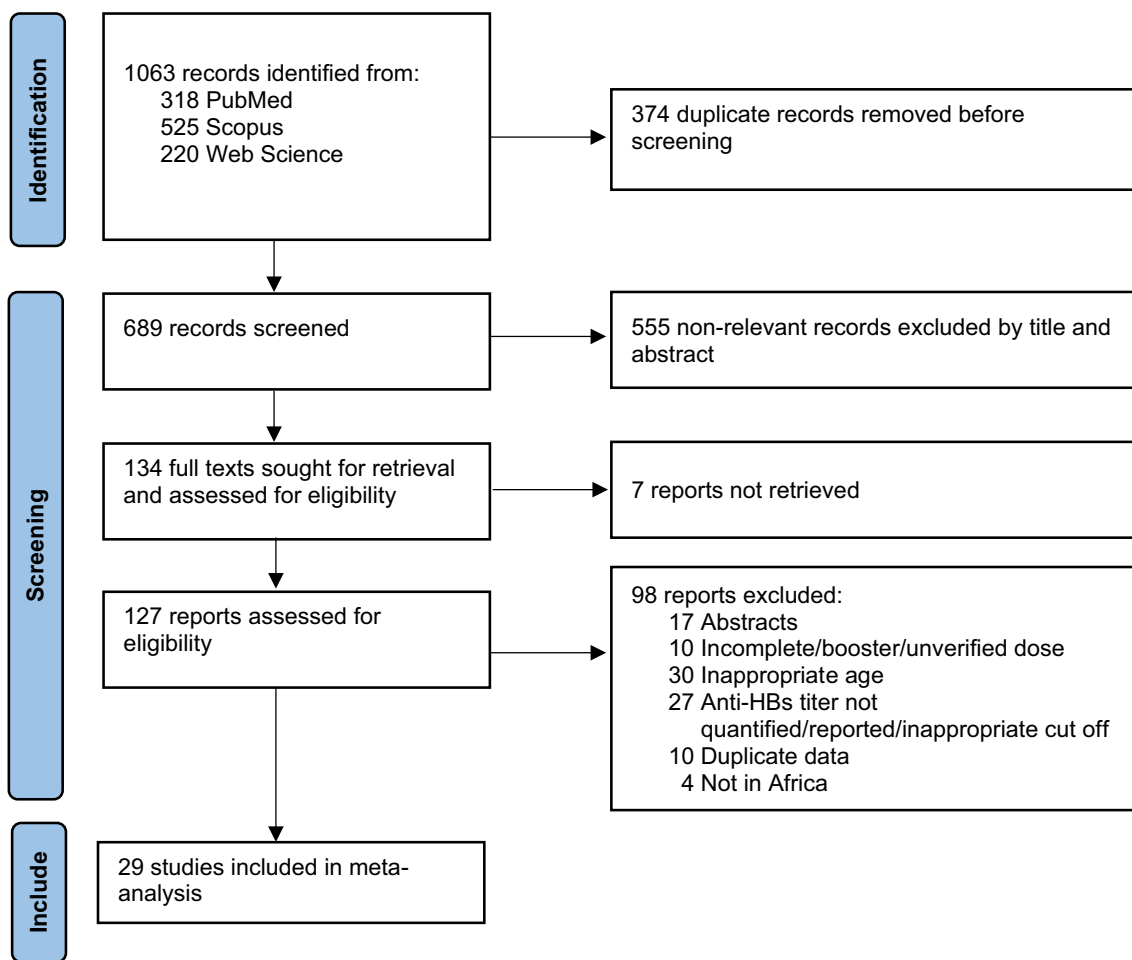 Identification
1063 records identified from:
318 PubMed
525 Scopus
220 Web Science
374 duplicate records removed before
screening
Screening
689 records screened
555 non-relevant records excluded by title and
abstract
134 full texts sought for retrieval
and assessed for eligibility
7 reports not retrieved
127 reports assessed for
eligibility
98 reports excluded:
17 Abstracts
10 Incomplete/booster/unverified dose
30 Inappropriate age
27 Anti-HBs titer not
quantified/reported/inappropriate cut off
10 Duplicate data
4 Not in Africa
Include
29 studies included in meta-
analysis